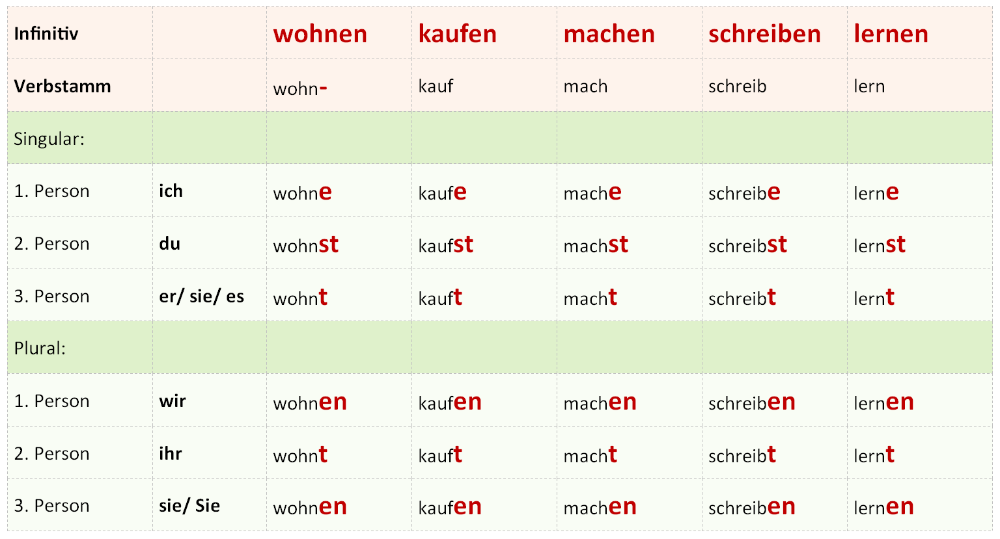 Infinitiv wohnen kaufen machen schreiben lernen
Verbstamm wohn- kauf mach schreib lern
Singular:
1. Person ich wohne kaufe mache schreibe lerne
2. Person du wohnst kaufst machst schreibst lernst
3. Person er/ sie/ es wohnt kauft macht schreibt lernt
Plural:
1. Person wir wohnen kaufen machen schreiben lernen
2. Person ihr wohnt kauft macht schreibt lernt
3. Person sie/ Sie wohnen kaufen machen schreiben lernen